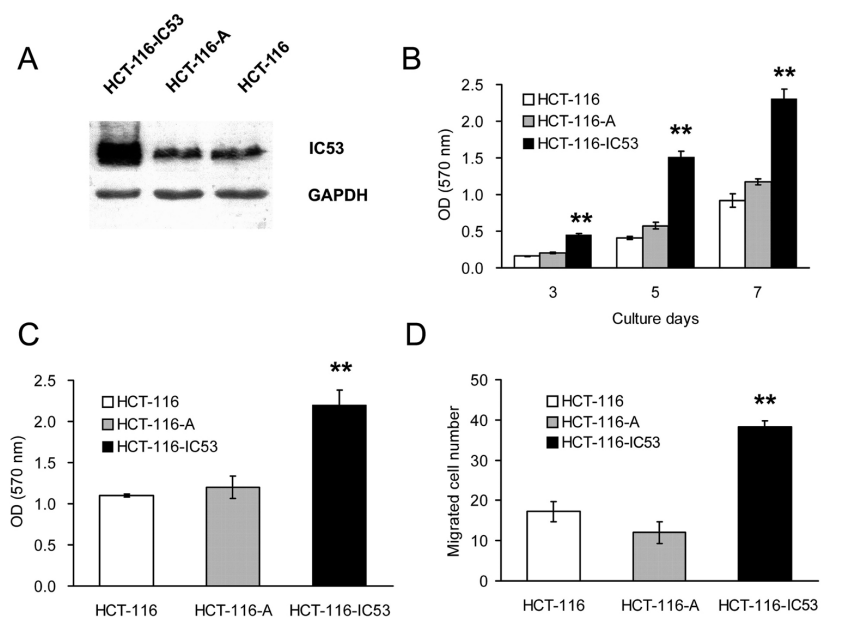 A
HCT-116-IC53
HCT-116-A
HCT-116
IC53
GAPDH
B
OD (570 nm)
2.5
2.0
1.5
1.0
0.5
0.0
HCT-116
HCT-116-A
HCT-116-IC53
**
**
**
3
5
7
Culture days
C
OD (570 nm)
2.5
2.0
1.5
1.0
0.5
0.0
HCT-116
HCT-116-A
HCT-116-IC53
**
HCT-116
HCT-116-A
HCT-116-IC53
D
Migrated cell number
50
40
30
20
10
0
HCT-116
HCT-116-A
HCT-116-IC53
**
HCT-116
HCT-116-A
HCT-116-IC53